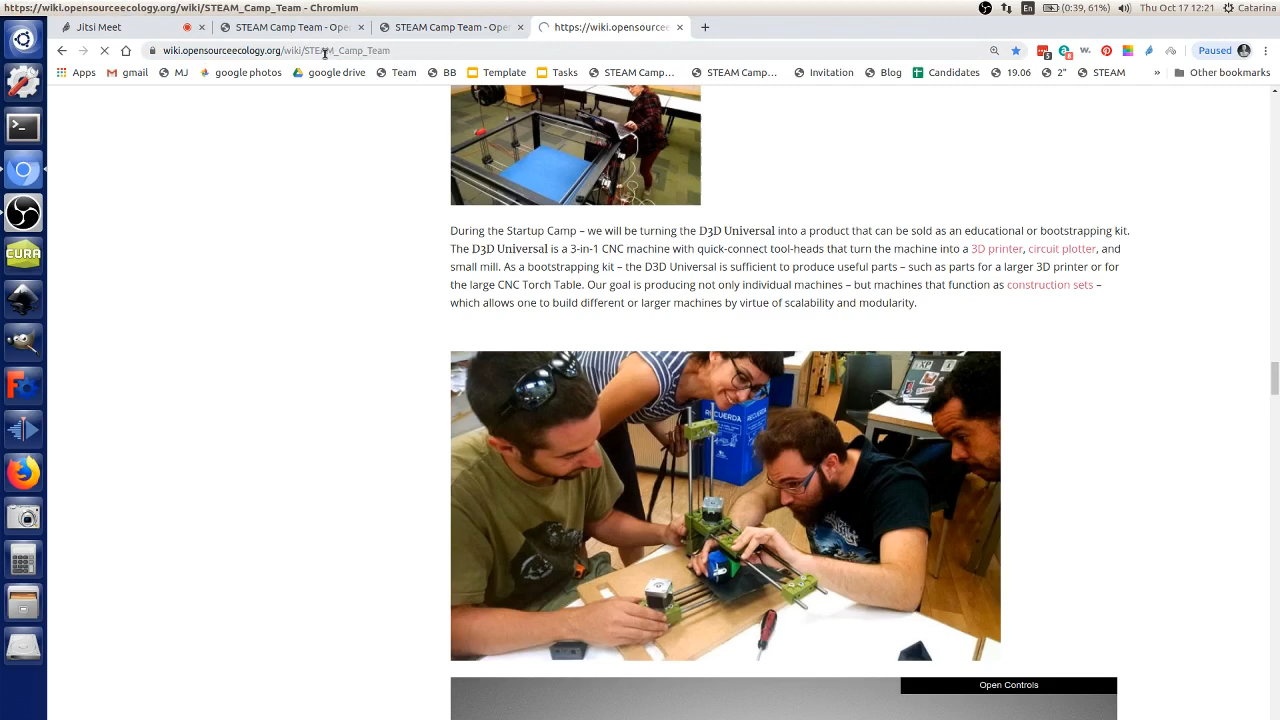 https://wiki.opensourceecology.org/wiki/STEAM_Camp_Team - Chromium
En (0:39, 61%) Thu Oct 17 12:21 Catarina
Jitsi Meet × STEAM Camp Team - Ope × STEAM Camp Team - Ope × https://wiki.opensourc × +
wiki.opensourceecology.org/wiki/STEAM_Camp_Team Paused
Apps gmail MJ google photos google drive Team BB Template Tasks STEAM Camp... STEAM Camp... Invitation Blog Candidates 19.06 2" STEAM » Other bookmarks
During the Startup Camp – we will be turning the D3D Universal into a product that can be sold as an educational or bootstrapping kit.
The D3D Universal is a 3-in-1 CNC machine with quick-connect tool-heads that turn the machine into a 3D printer, circuit plotter, and
small mill. As a bootstrapping kit – the D3D Universal is sufficient to produce useful parts – such as parts for a larger 3D printer or for
the large CNC Torch Table. Our goal is producing not only individual machines – but machines that function as construction sets –
which allows one to build different or larger machines by virtue of scalability and modularity.
RECUERDA
Open Controls
CURA